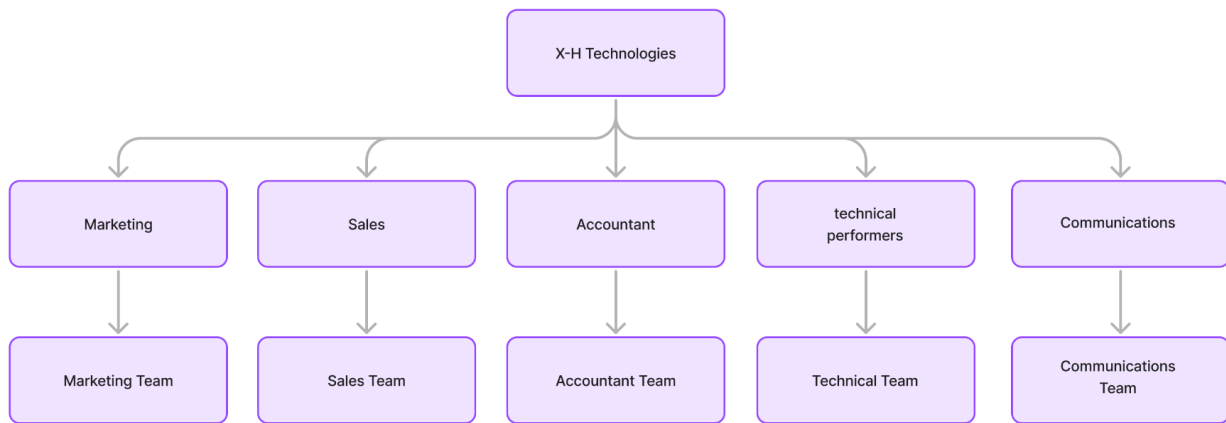 X-H Technologies
Marketing
Sales
Accountant
technical
performers
Communications
Marketing Team
Sales Team
Accountant Team
Technical Team
Communications
Team